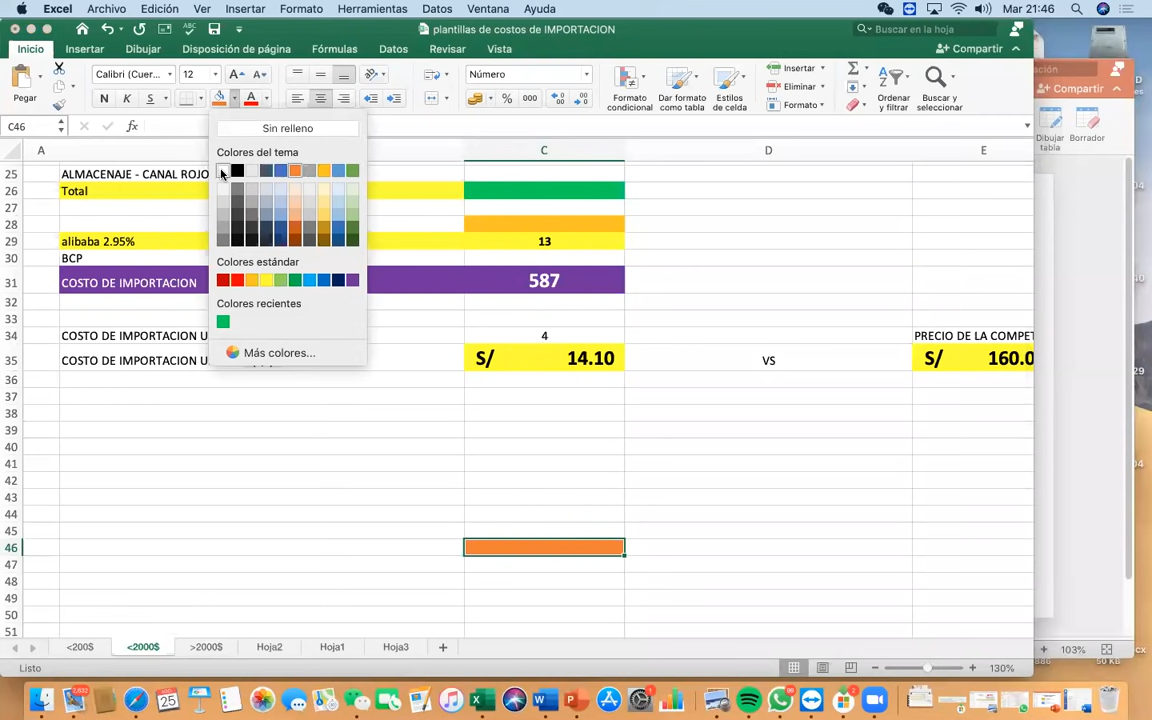 Excel Archivo Edición Ver Insertar Formato Herramientas Datos Ventana Ayuda Mar 21:46
plantillas de costos de IMPORTACION Buscar en la hoja
Inicio Insertar Dibujar Disposición de página Fórmulas Datos Revisar Vista Compartir
Pegar Calibri (Cuer... 12 Número Formato condicional Dar formato como tabla Estilos de celda Insertar Eliminar Formato Ordenar y filtrar Buscar y seleccionar
N K S A % 000
Compartir
Dibujar tabla Borrador
C46 fx
Sin relleno
Colores del tema
Colores estándar
Colores recientes
Más colores...
A C D E
25 ALMACENAJE - CANAL ROJO
26 Total
27
28
29 alibaba 2.95% 13
30 BCP
31 COSTO DE IMPORTACION 587
32
33
34 COSTO DE IMPORTACION U 4 PRECIO DE LA COMPET
35 COSTO DE IMPORTACION U S/ 14.10 VS S/ 160.0
36
37
38
39
40
41
42
43
44
45
46
47
48
49
50
51
<200$ <2000$ >2000$ Hoja2 Hoja1 Hoja3 +
Listo 130%
103%